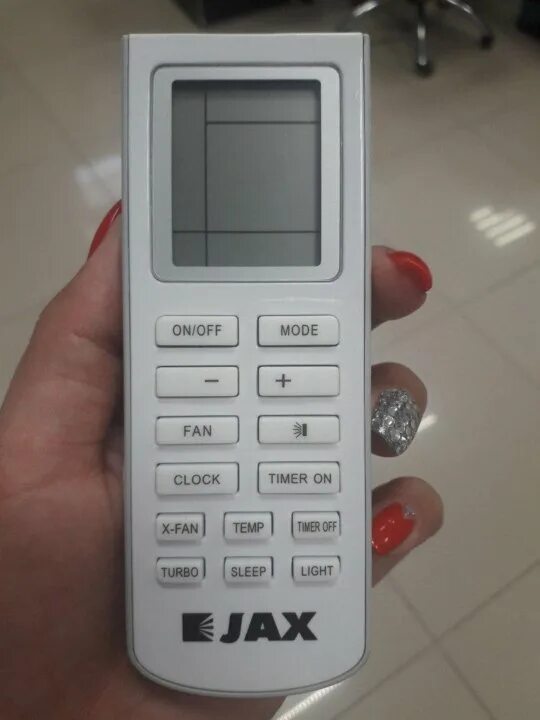 ON/OFF MODE
- +
FAN
CLOCK TIMER ON
X-FAN TEMP TIMER OFF
TURBO SLEEP LIGHT
JAX